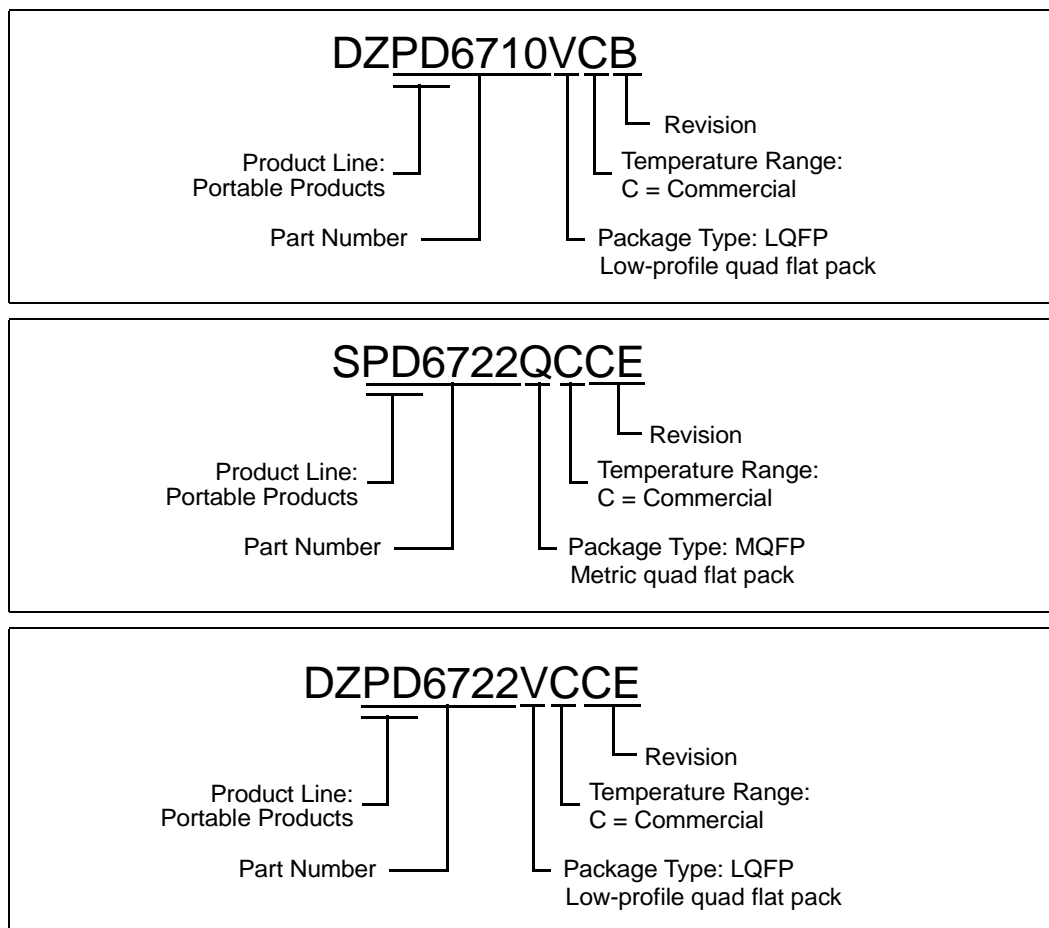 DZPD6710VCB
Revision
Product Line:
Portable Products
Temperature Range:
C = Commercial
Part Number
Package Type: LQFP
Low-profile quad flat pack
SPD6722QCCE
Revision
Product Line:
Portable Products
Temperature Range:
C = Commercial
Part Number
Package Type: MQFP
Metric quad flat pack
DZPD6722VCCE
Revision
Product Line:
Portable Products
Temperature Range:
C = Commercial
Part Number
Package Type: LQFP
Low-profile quad flat pack